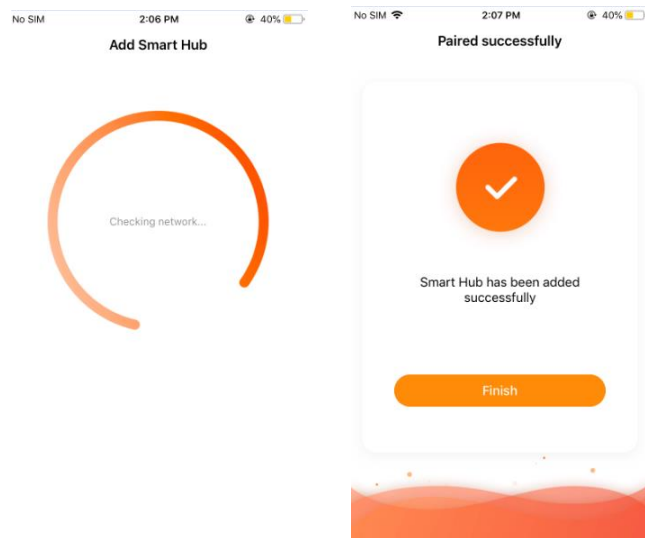 No SIM 2:06 PM 40%
Add Smart Hub
Checking network...
No SIM 2:07 PM 40%
Paired successfully
Smart Hub has been added
successfully
Finish